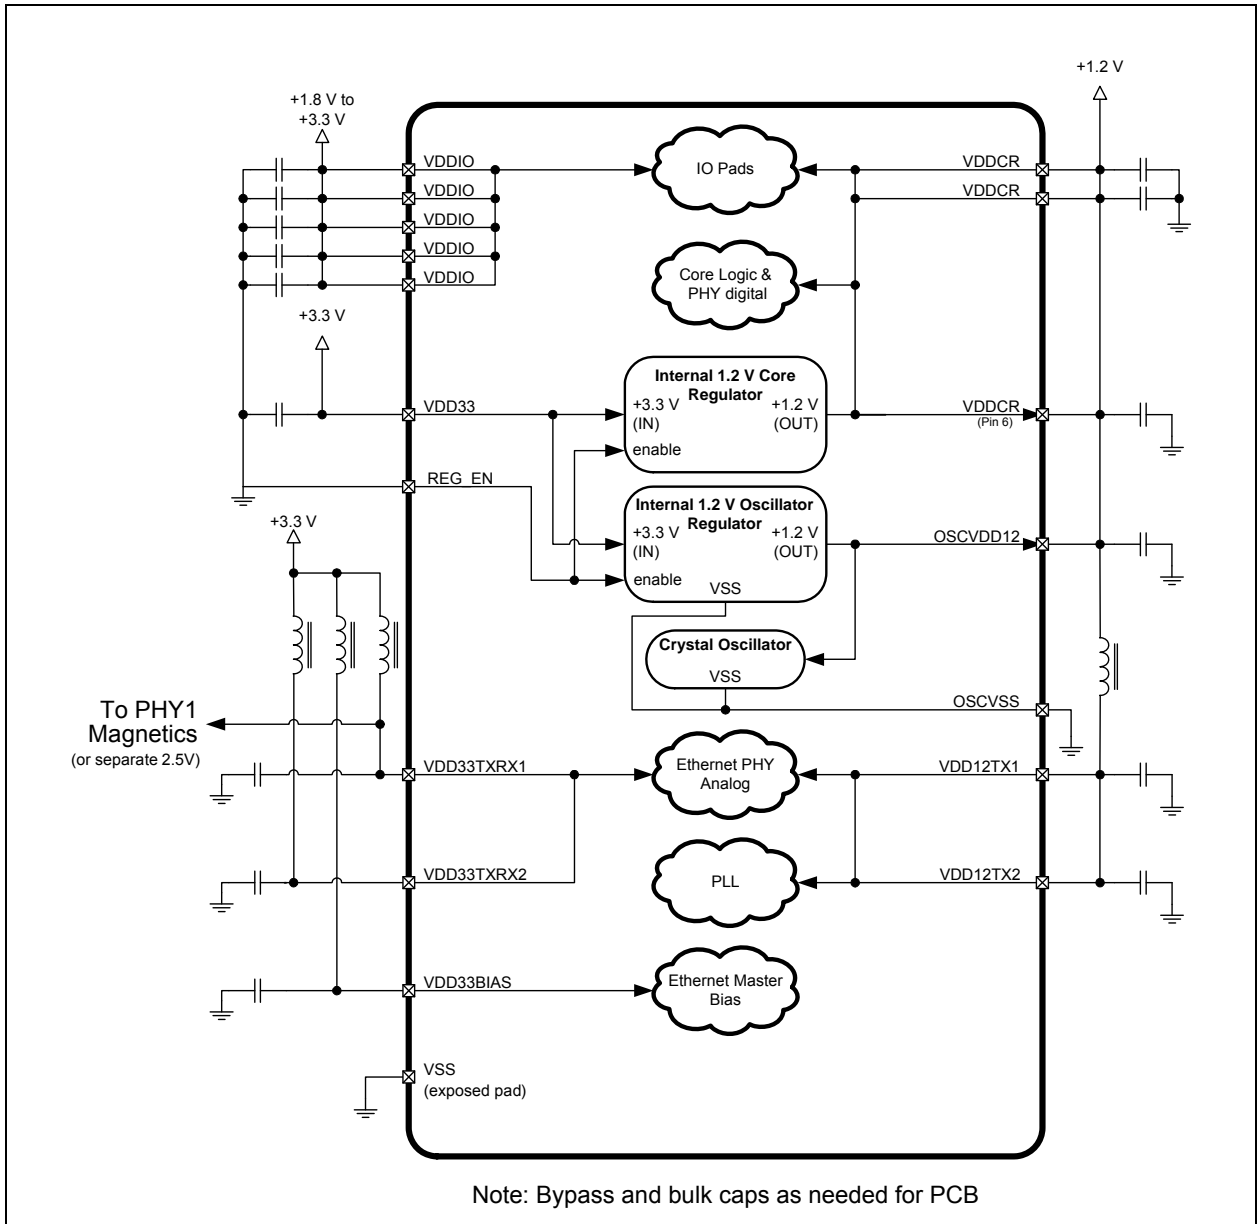 +1.2 V
+1.8 V to
+3.3 V
VDDIO
IO Pads
VDDCR
VDDIO
VDDCR
VDDIO
VDDIO
VDDIO
Core Logic &
PHY digital
+3.3 V
Internal 1.2 V Core
Regulator
+3.3 V
(IN)
+1.2 V
(OUT)
enable
VDD33
VDDCR
(Pin 6)
REG_EN
Internal 1.2 V Oscillator
Regulator
+3.3 V
(IN)
+1.2 V
(OUT)
enable
VSS
OSCVDD12
+3.3 V
Crystal Oscillator
VSS
OSCVSS
To PHY1
Magnetics
(or separate 2.5V)
VDD33TXRX1
Ethernet PHY
Analog
VDD12TX1
VDD33TXRX2
PLL
VDD12TX2
VDD33BIAS
Ethernet Master
Bias
VSS
(exposed pad)
Note: Bypass and bulk caps as needed for PCB